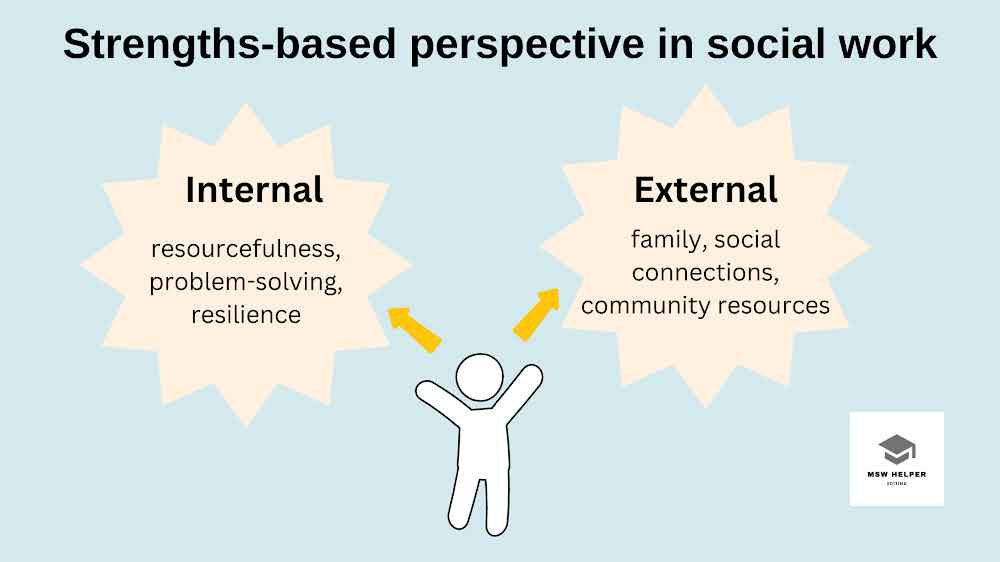 Strengths-based perspective in social work
Internal
resourcefulness,
problem-solving,
resilience
External
family, social
connections,
community resources
MSW HELPER
EDITING